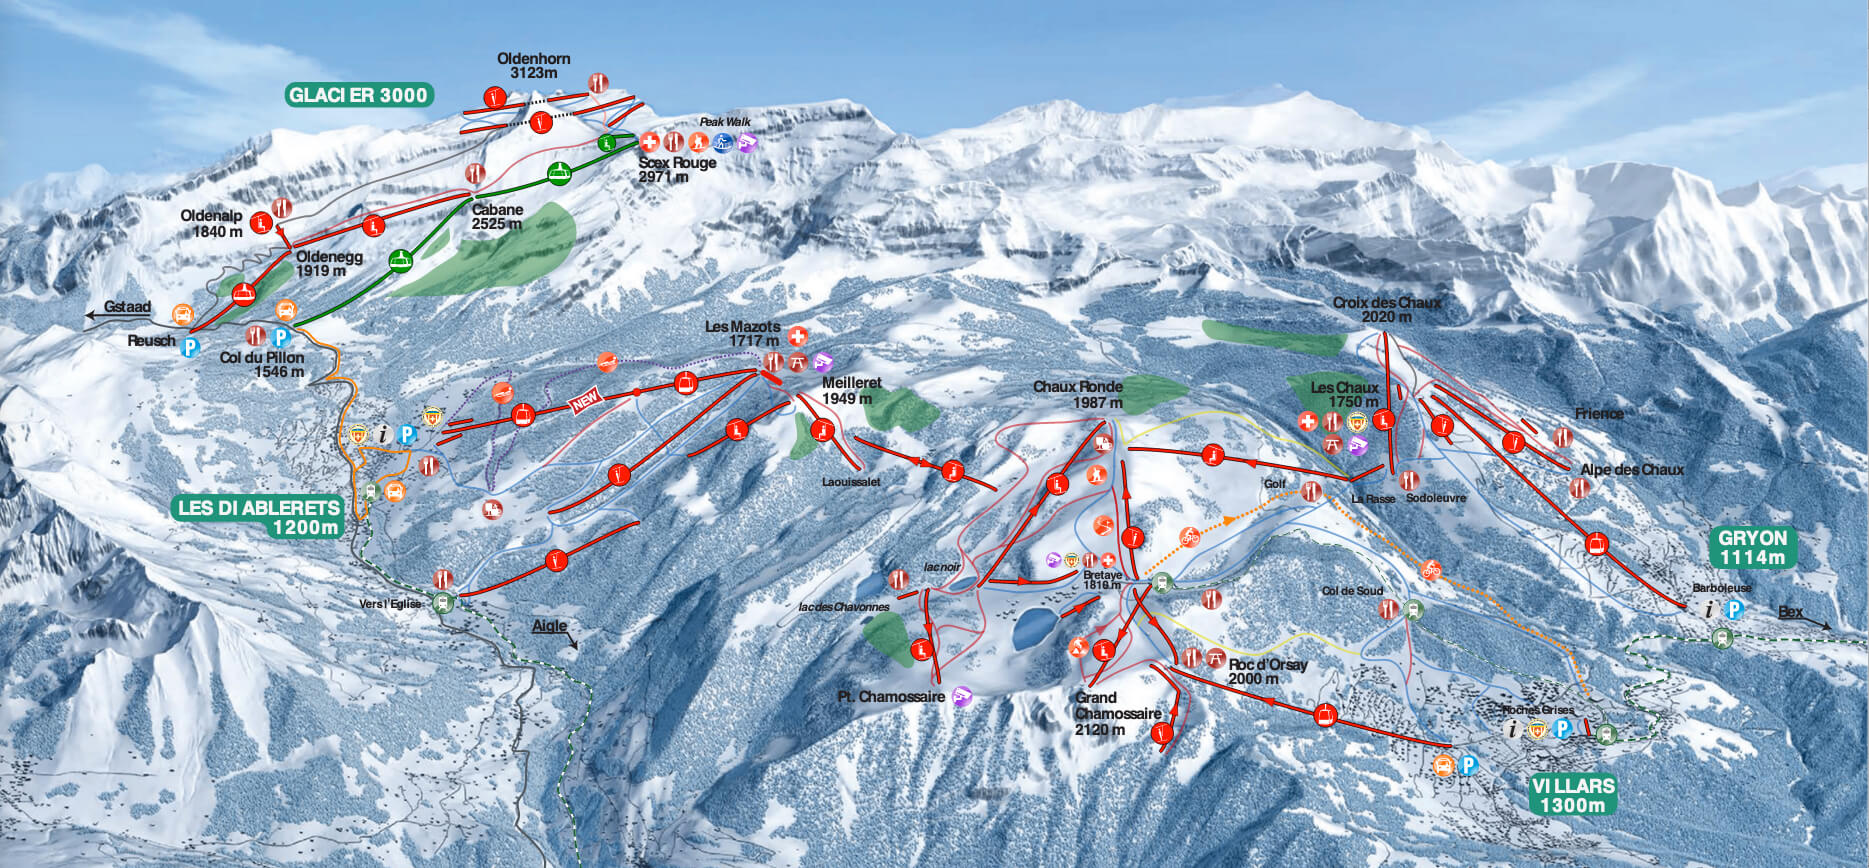 Oldenhorn
3123m
GLACIER 3000
Peak Walk
Scex Rouge
2971 m
Cabane
2525 m
Oldenalp
1840 m
Oldenegg
1919 m
Gstaad
Reusch
P
P
Col du Pillon
1546 m
Les Mazots
1717 m
Meilleret
1949 m
NEW
i
P
LES DIABLERETS
1200m
Laouissalet
Vers l'Eglise
Aigle
Croix des Chaux
2020 m
Chaux Ronde
1987 m
Les Chaux
1750 m
Frience
Alpe des Chaux
Golf
La Rasse
Sodoleuvre
GRYON
1114m
Barboleuse
i
P
Bex
lac noir
lac des Chavonnes
Bretaye
1810 m
Col de Soud
Roc d'Orsay
2000 m
Pt. Chamossaire
Grand
Chamossaire
2120 m
Roches Grises
i
P
P
VILLARS
1300m